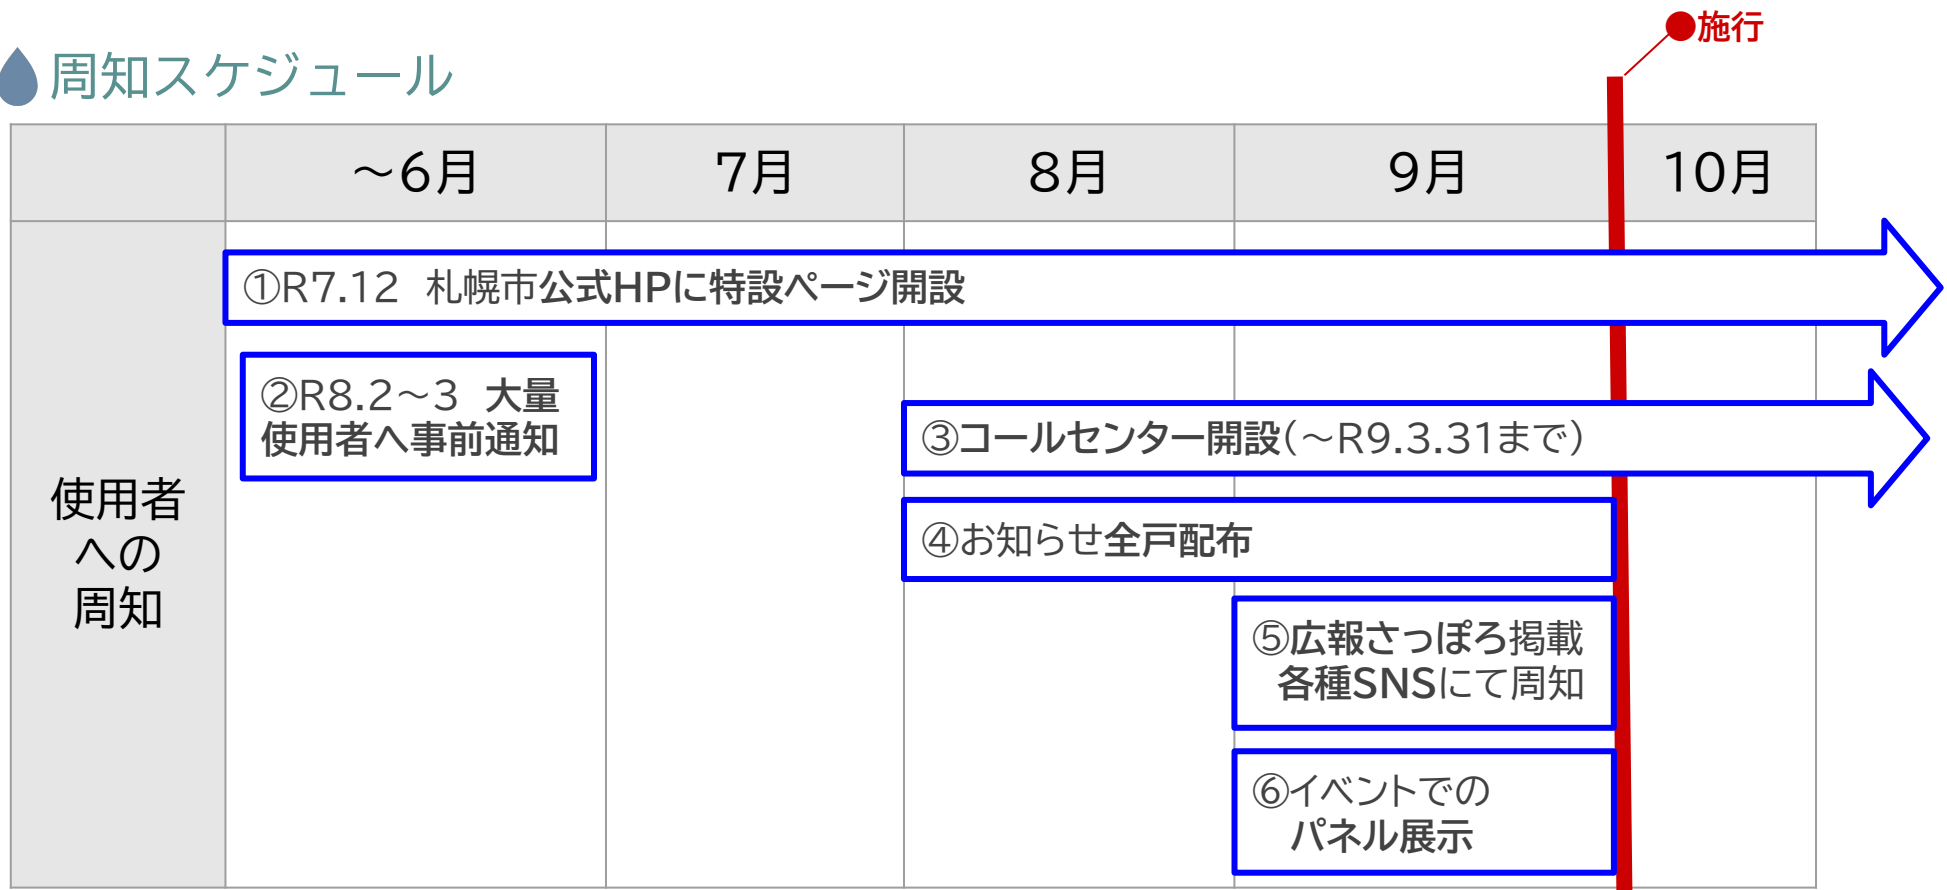 ●施行
周知スケジュール
～6月 7月 8月 9月 10月
①R7.12 札幌市公式HPに特設ページ開設
②R8.2～3 大量
使用者へ事前通知
③コールセンター開設(～R9.3.31まで)
使用者
への
周知
④お知らせ全戸配布
⑤広報さっぽろ掲載
各種SNSにて周知
⑥イベントでの
パネル展示